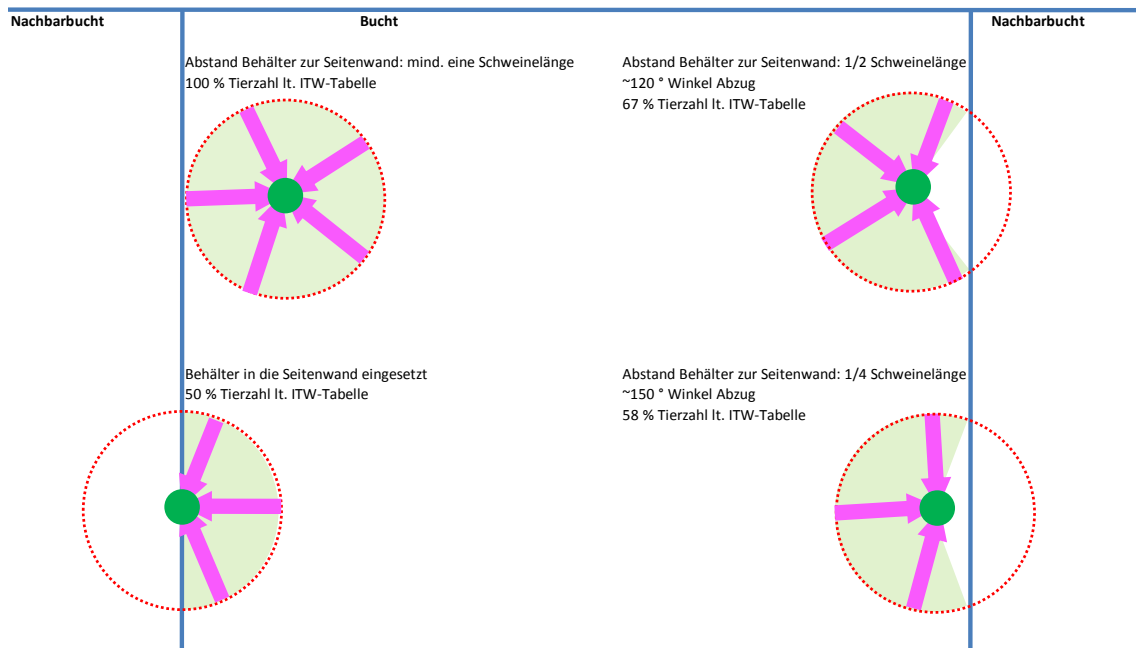 Nachbarbucht
Bucht
Nachbarbucht
Abstand Behälter zur Seitenwand: mind. eine Schweinelänge
100 % Tierzahl lt. ITW-Tabelle
Abstand Behälter zur Seitenwand: 1/2 Schweinelänge
~120 ° Winkel Abzug
67 % Tierzahl lt. ITW-Tabelle
Behälter in die Seitenwand eingesetzt
50 % Tierzahl lt. ITW-Tabelle
Abstand Behälter zur Seitenwand: 1/4 Schweinelänge
~150 ° Winkel Abzug
58 % Tierzahl lt. ITW-Tabelle